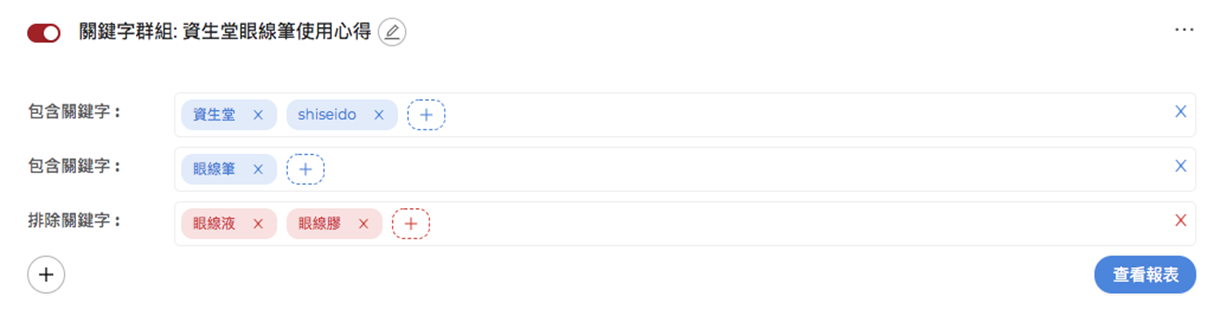 關鍵字群組: 資生堂眼線筆使用心得
包含關鍵字: 資生堂 X shiseido X +
包含關鍵字: 眼線筆 X +
排除關鍵字: 眼線液 X 眼線膠 X +
查看報表